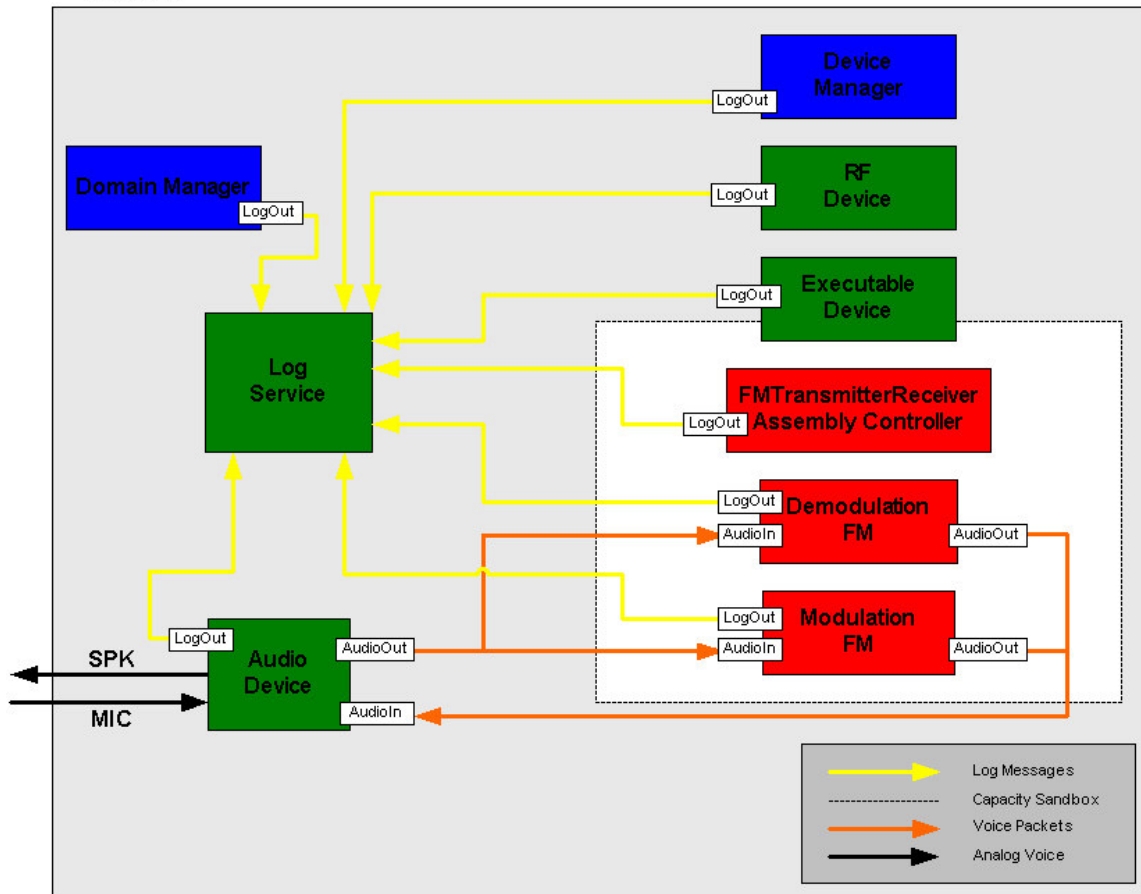 Device
Manager
LogOut
RF
Device
LogOut
Domain Manager
LogOut
Executable
Device
LogOut
Log
Service
FMTransmitterReceiver
Assembly Controller
LogOut
Demodulation
FM
LogOut
AudioIn
AudioOut
Modulation
FM
LogOut
AudioIn
AudioOut
LogOut
Audio
Device
AudioOut
AudioIn
SPK
MIC
Log Messages
Capacity Sandbox
Voice Packets
Analog Voice